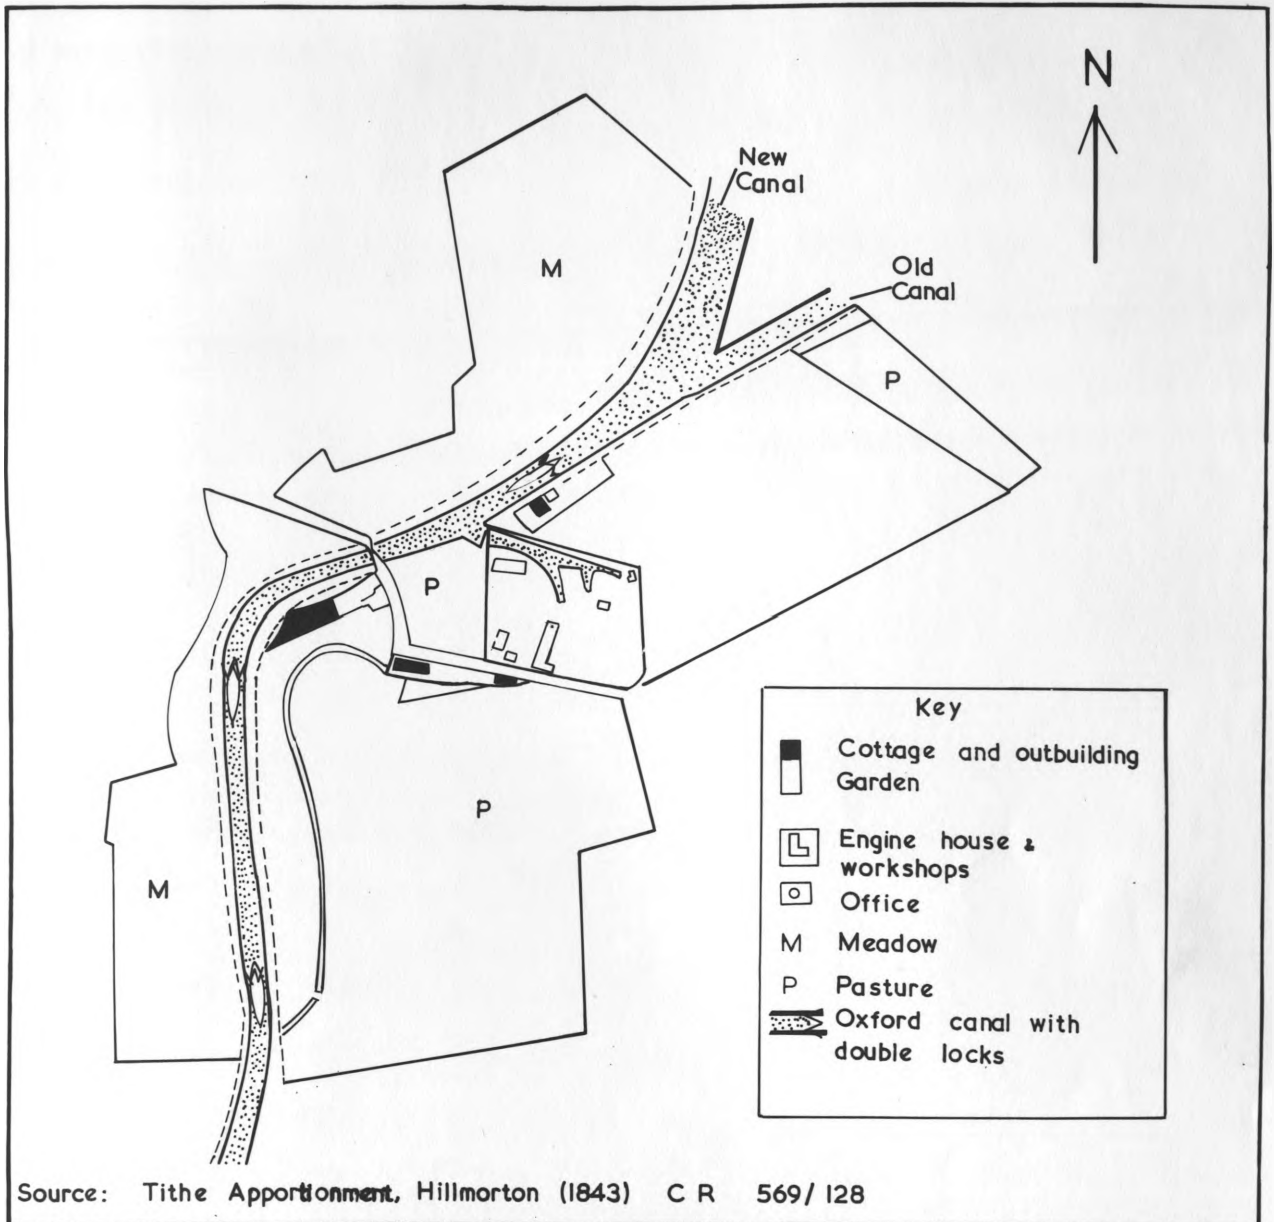 N
New
Canal
M
Old
Canal
P
P
P
M
Key
Cottage and outbuilding
Garden
Engine house &
workshops
Office
M Meadow
P Pasture
Oxford canal with
double locks
Source: Tithe Apportionment, Hillmorton (1843) CR 569/128